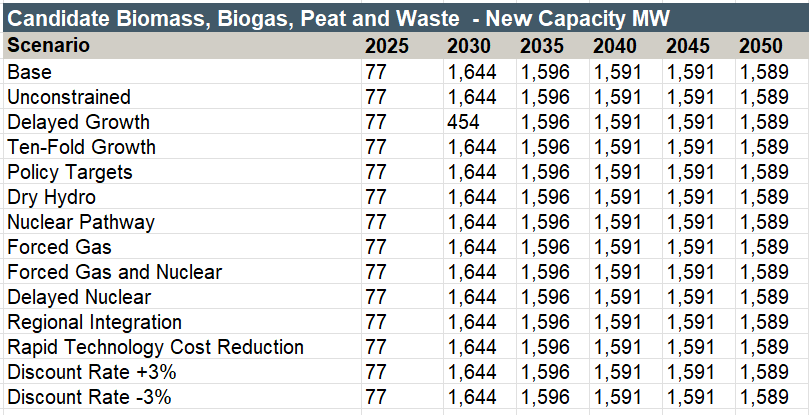 Candidate Biomass, Biogas, Peat and Waste - New Capacity MW
Scenario 2025 2030 2035 2040 2045 2050
Base 77 1,644 1,596 1,591 1,591 1,589
Unconstrained 77 1,644 1,596 1,591 1,591 1,589
Delayed Growth 77 454 1,596 1,591 1,591 1,589
Ten-Fold Growth 77 1,644 1,596 1,591 1,591 1,589
Policy Targets 77 1,644 1,596 1,591 1,591 1,589
Dry Hydro 77 1,644 1,596 1,591 1,591 1,589
Nuclear Pathway 77 1,644 1,596 1,591 1,591 1,589
Forced Gas 77 1,644 1,596 1,591 1,591 1,589
Forced Gas and Nuclear 77 1,644 1,596 1,591 1,591 1,589
Delayed Nuclear 77 1,644 1,596 1,591 1,591 1,589
Regional Integration 77 1,644 1,596 1,591 1,591 1,589
Rapid Technology Cost Reduction 77 1,644 1,596 1,591 1,591 1,589
Discount Rate +3% 77 1,644 1,596 1,591 1,591 1,589
Discount Rate -3% 77 1,644 1,596 1,591 1,591 1,589